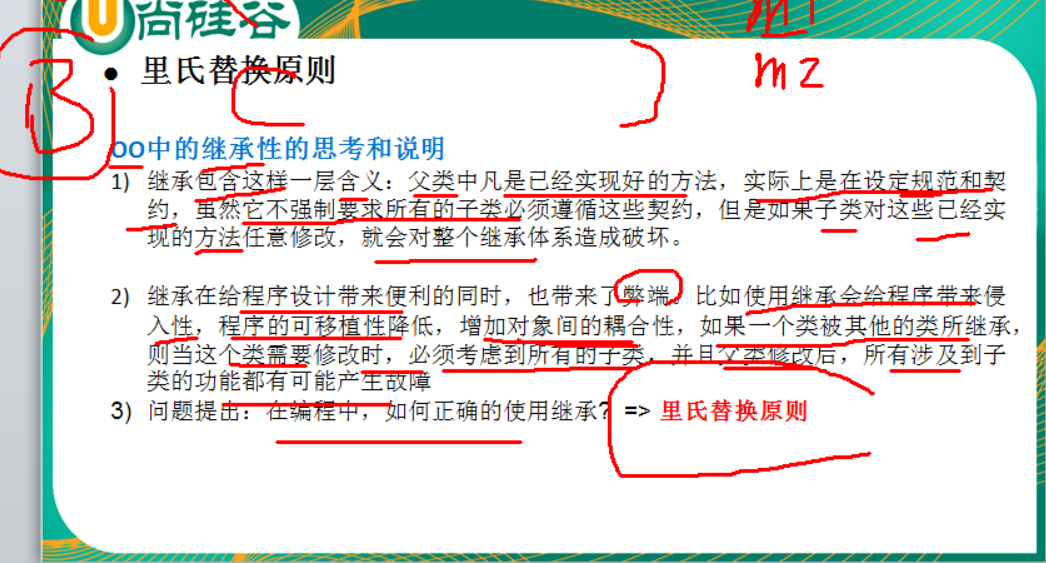 尚硅谷
m1
m2
B
• 里氏替换原则
OO中的继承性的思考和说明
1) 继承包含这样一层含义：父类中凡是已经实现好的方法，实际上是在设定规范和契
约，虽然它不强制要求所有的子类必须遵循这些契约，但是如果子类对这些已经实
现的方法任意修改，就会对整个继承体系造成破坏。
2) 继承在给程序设计带来便利的同时，也带来了弊端。比如使用继承会给程序带来侵
入性，程序的可移植性降低，增加对象间的耦合性，如果一个类被其他的类所继承，
则当这个类需要修改时，必须考虑到所有的子类，并且父类修改后，所有涉及到子
类的功能都有可能产生故障
3) 问题提出：在编程中，如何正确的使用继承? => 里氏替换原则